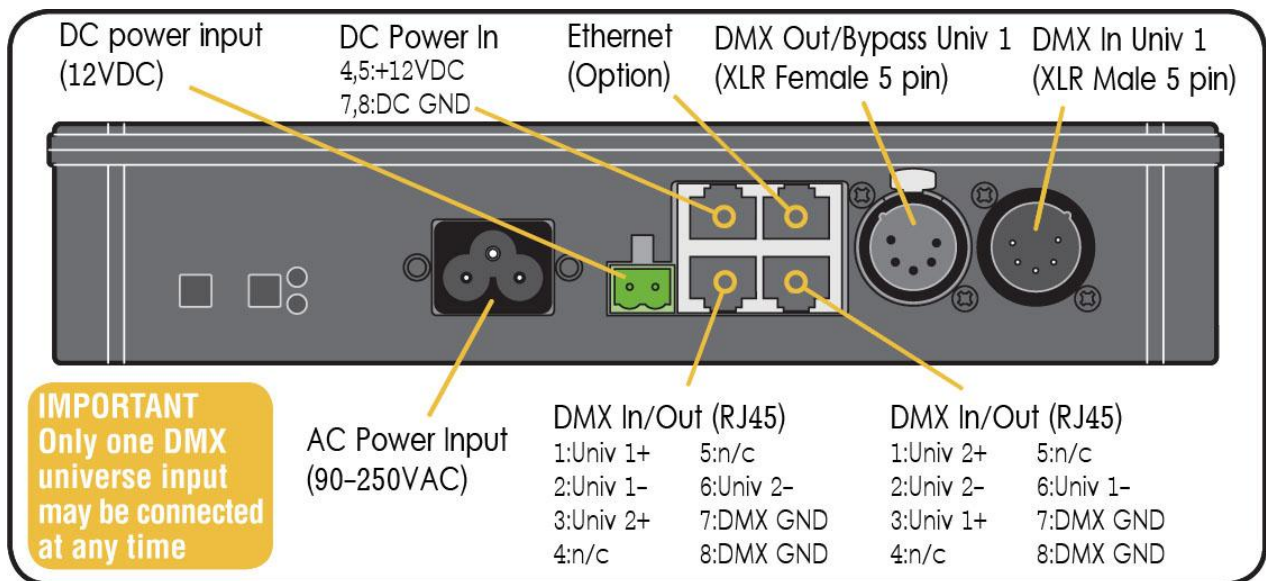 DC power input
(12VDC)
DC Power In
4,5:+12VDC
7,8:DC GND
Ethernet
(Option)
DMX Out/Bypass Univ 1
(XLR Female 5 pin)
DMX In Univ 1
(XLR Male 5 pin)
IMPORTANT
Only one DMX
universe input
may be connected
at any time
AC Power Input
(90-250VAC)
DMX In/Out (RJ45)
1:Univ 1+ 5:n/c
2:Univ 1- 6:Univ 2-
3:Univ 2+ 7:DMX GND
4:n/c 8:DMX GND
DMX In/Out (RJ45)
1:Univ 2+ 5:n/c
2:Univ 2- 6:Univ 1-
3:Univ 1+ 7:DMX GND
4:n/c 8:DMX GND